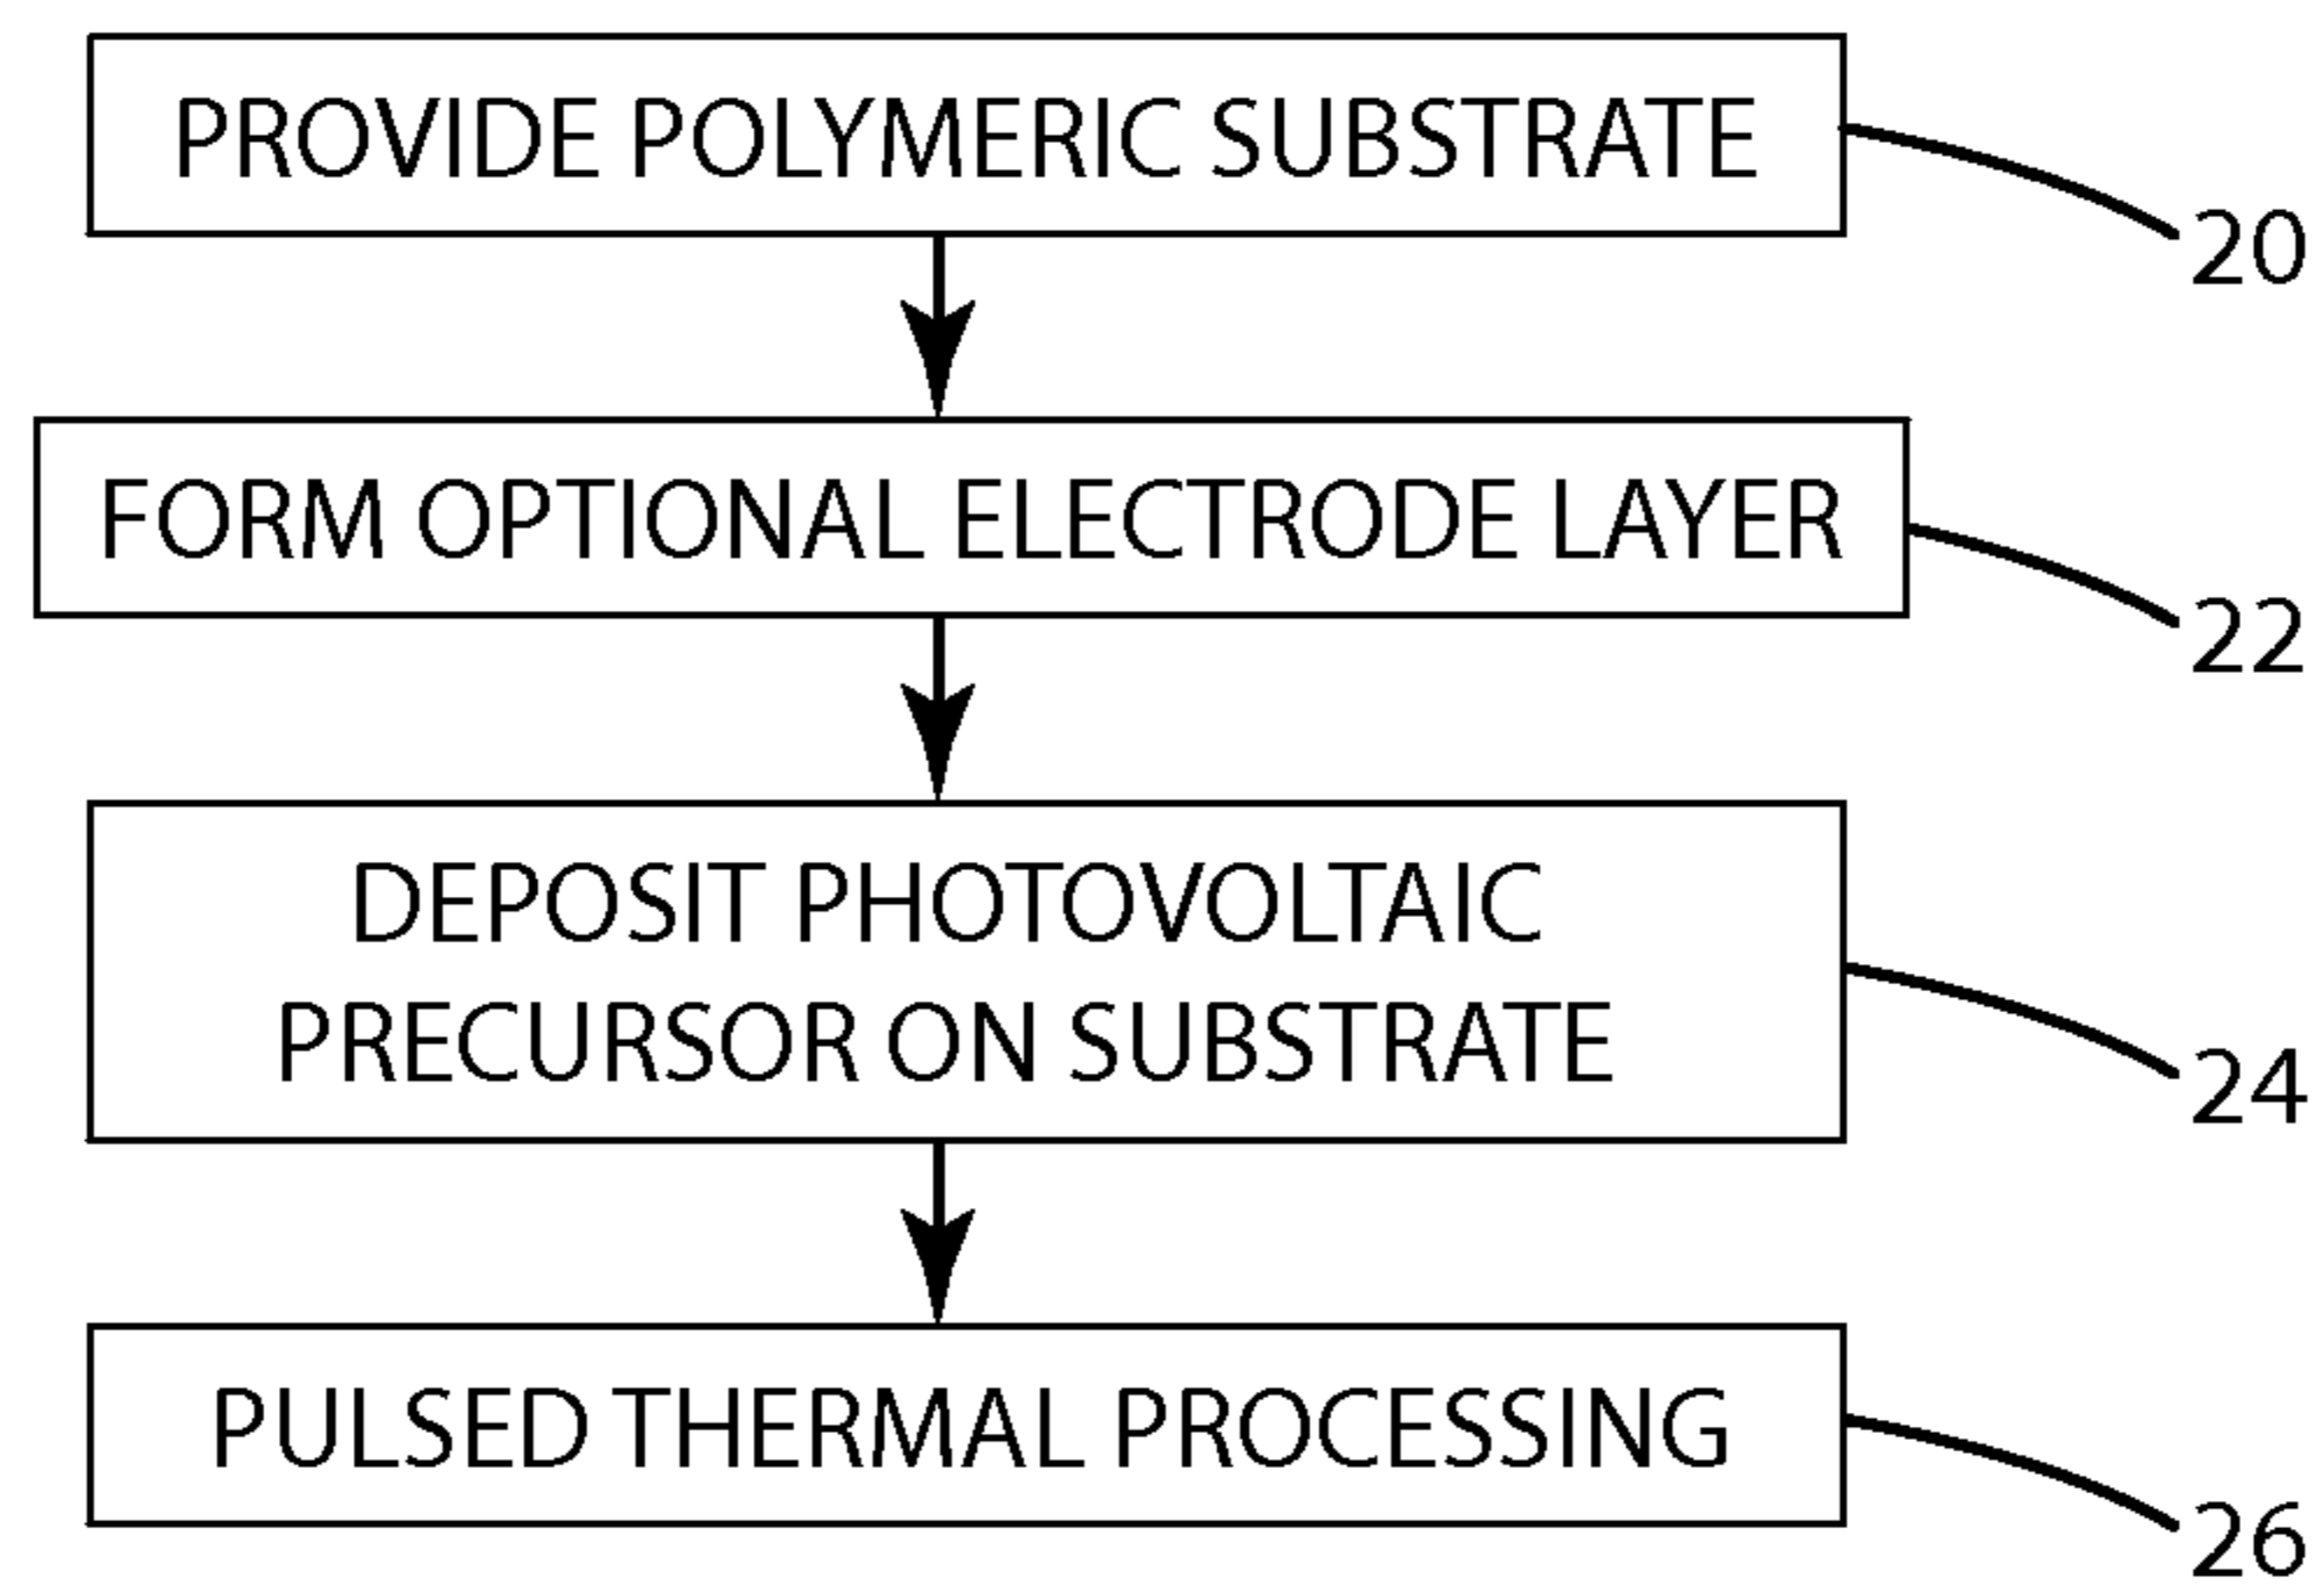 PROVIDE POLYMERIC SUBSTRATE
20
FORM OPTIONAL ELECTRODE LAYER
22
DEPOSIT PHOTOVOLTAIC
PRECURSOR ON SUBSTRATE
24
PULSED THERMAL PROCESSING
26